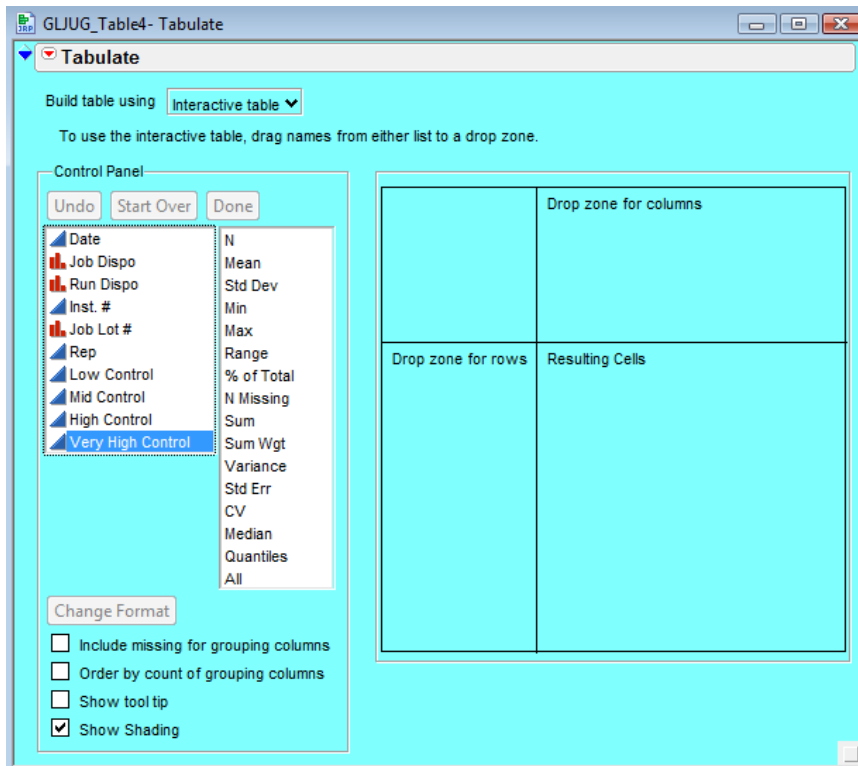 GLJUG_Table4- Tabulate
Tabulate
Build table using Interactive table
To use the interactive table, drag names from either list to a drop zone.
Control Panel
Undo Start Over Done
Date
Job Dispo
Run Dispo
Inst. #
Job Lot #
Rep
Low Control
Mid Control
High Control
Very High Control
N
Mean
Std Dev
Min
Max
Range
% of Total
N Missing
Sum
Sum Wgt
Variance
Std Err
CV
Median
Quantiles
All
Change Format
Include missing for grouping columns
Order by count of grouping columns
Show tool tip
Show Shading
Drop zone for columns
Drop zone for rows
Resulting Cells